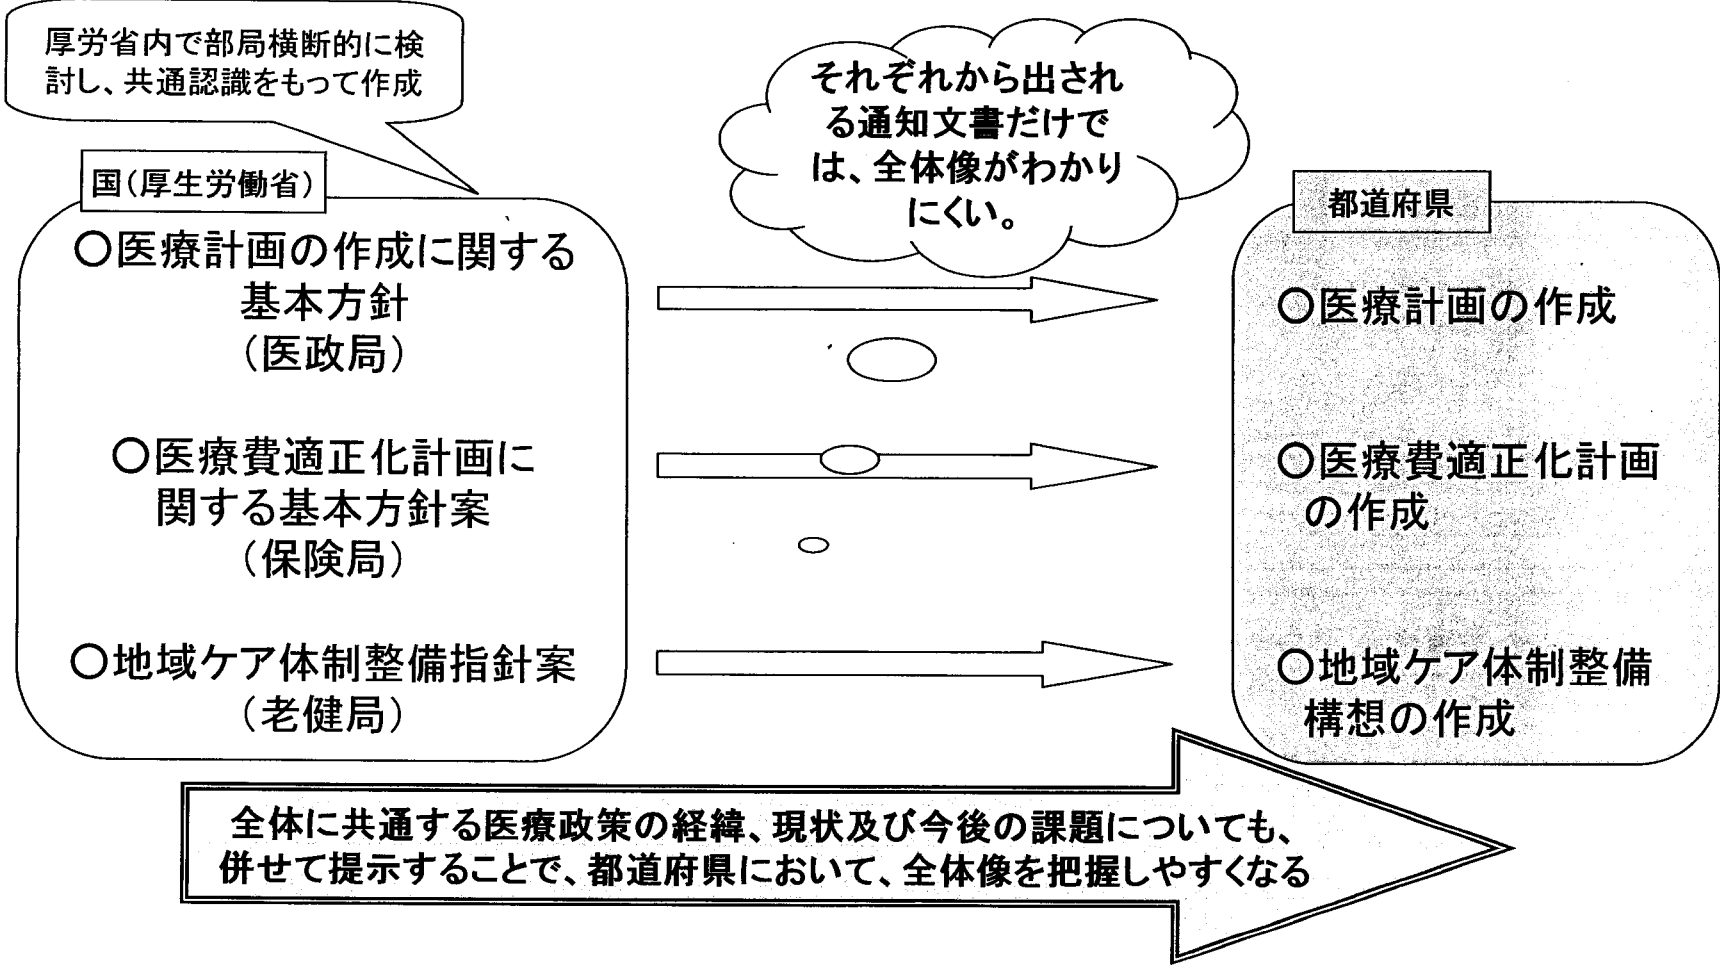 厚労省内で部局横断的に検
討し、共通認識をもって作成
それぞれから出され
る通知文書だけで
は、全体像がわかり
にくい。
国（厚生労働省）
○医療計画の作成に関する
基本方針
（医政局）
○医療費適正化計画に
関する基本方針案
（保険局）
○地域ケア体制整備指針案
（老健局）
都道府県
○医療計画の作成
○医療費適正化計画
の作成
○地域ケア体制整備
構想の作成
全体に共通する医療政策の経緯、現状及び今後の課題についても、
併せて提示することで、都道府県において、全体像を把握しやすくなる